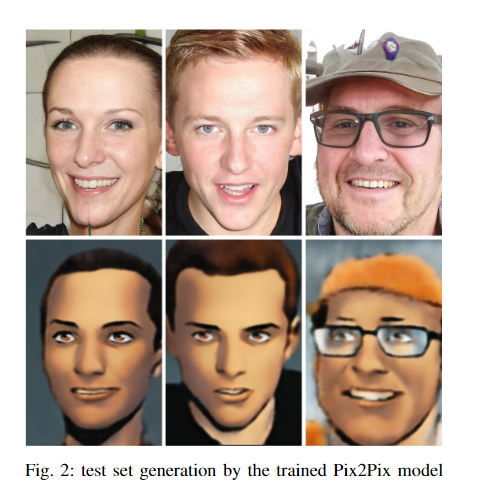 Fig. 2: test set generation by the trained Pix2Pix model